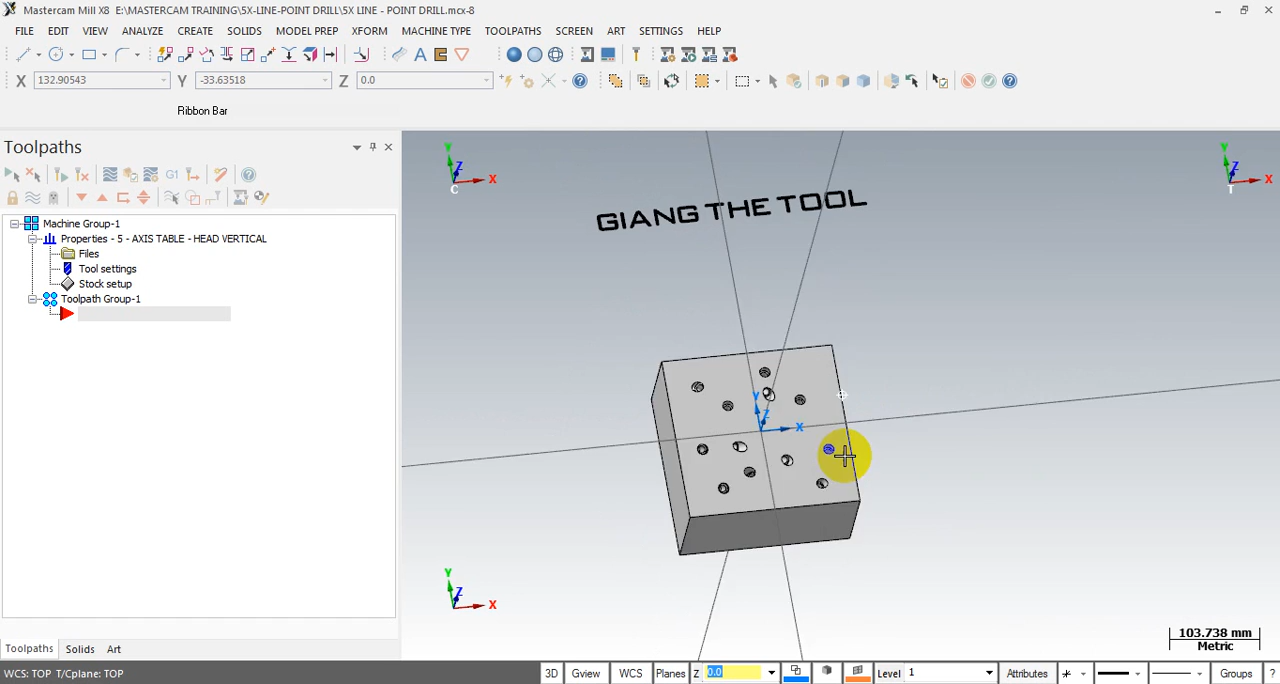 Mastercam Mill X8 E:\MASTERCAM TRAINING\5X-LINE-POINT DRILL\5X LINE - POINT DRILL.mcx-8
FILE EDIT VIEW ANALYZE CREATE SOLIDS MODEL PREP XFORM MACHINE TYPE TOOLPATHS SCREEN ART SETTINGS HELP
X 132.90543 Y -33.63518 Z 0.0
Ribbon Bar
Toolpaths
G1
Machine Group-1
Properties - 5 - AXIS TABLE - HEAD VERTICAL
Files
Tool settings
Stock setup
Toolpath Group-1
Y Z X C
Y Z X T
GIANG THE TOOL
Y Z X
Y Z X
103.738 mm
Metric
Toolpaths Solids Art
WCS: TOP T/Cplane: TOP
3D Gview WCS Planes Z 0.0 Level 1 Attributes Groups ?